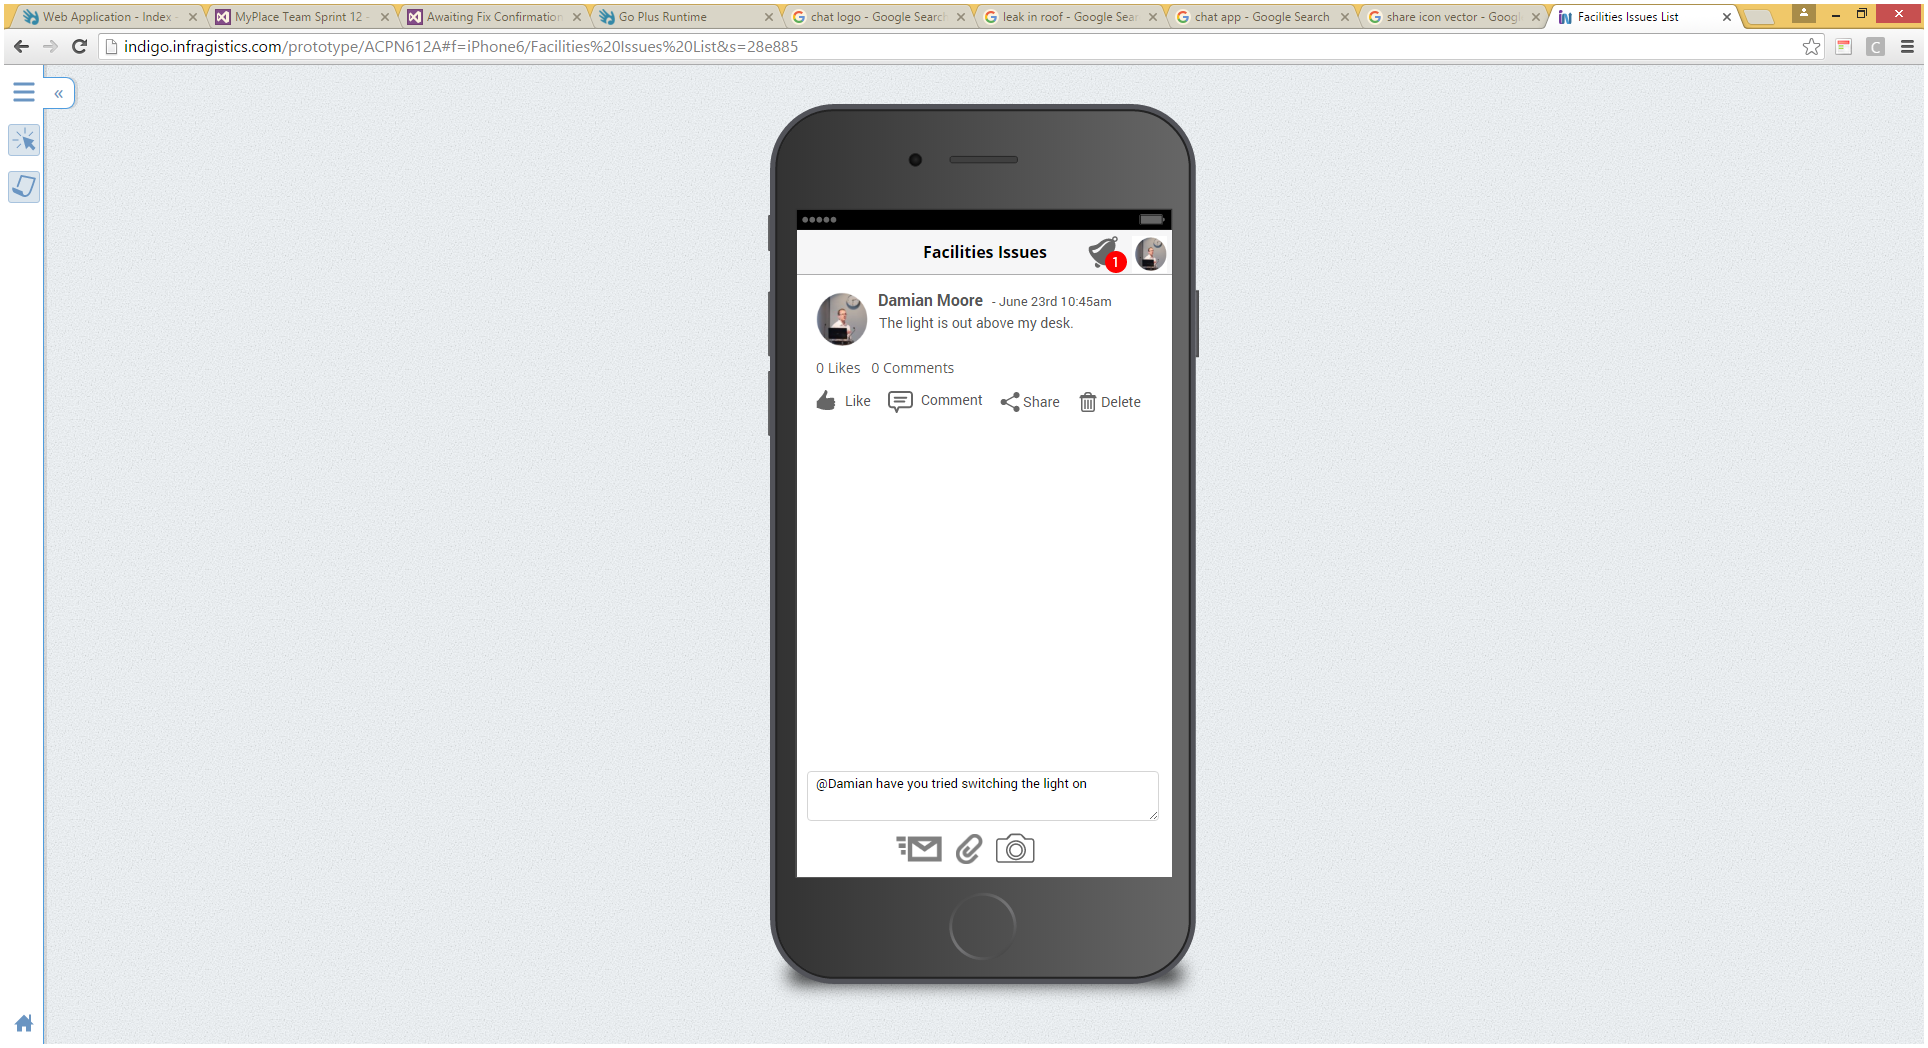 Web Application - Index -
MyPlace Team Sprint 12 -
Awaiting Fix Confirmation
Go Plus Runtime
chat logo - Google Search
leak in roof - Google Sear
chat app - Google Search
share icon vector - Googl
Facilities Issues List
indigo.infragistics.com/prototype/ACPN612A#f=iPhone6/Facilities%20Issues%20List&s=28e885
C
«
Facilities Issues
1
Damian Moore - June 23rd 10:45am
The light is out above my desk.
0 Likes 0 Comments
Like Comment Share Delete
@Damian have you tried switching the light on